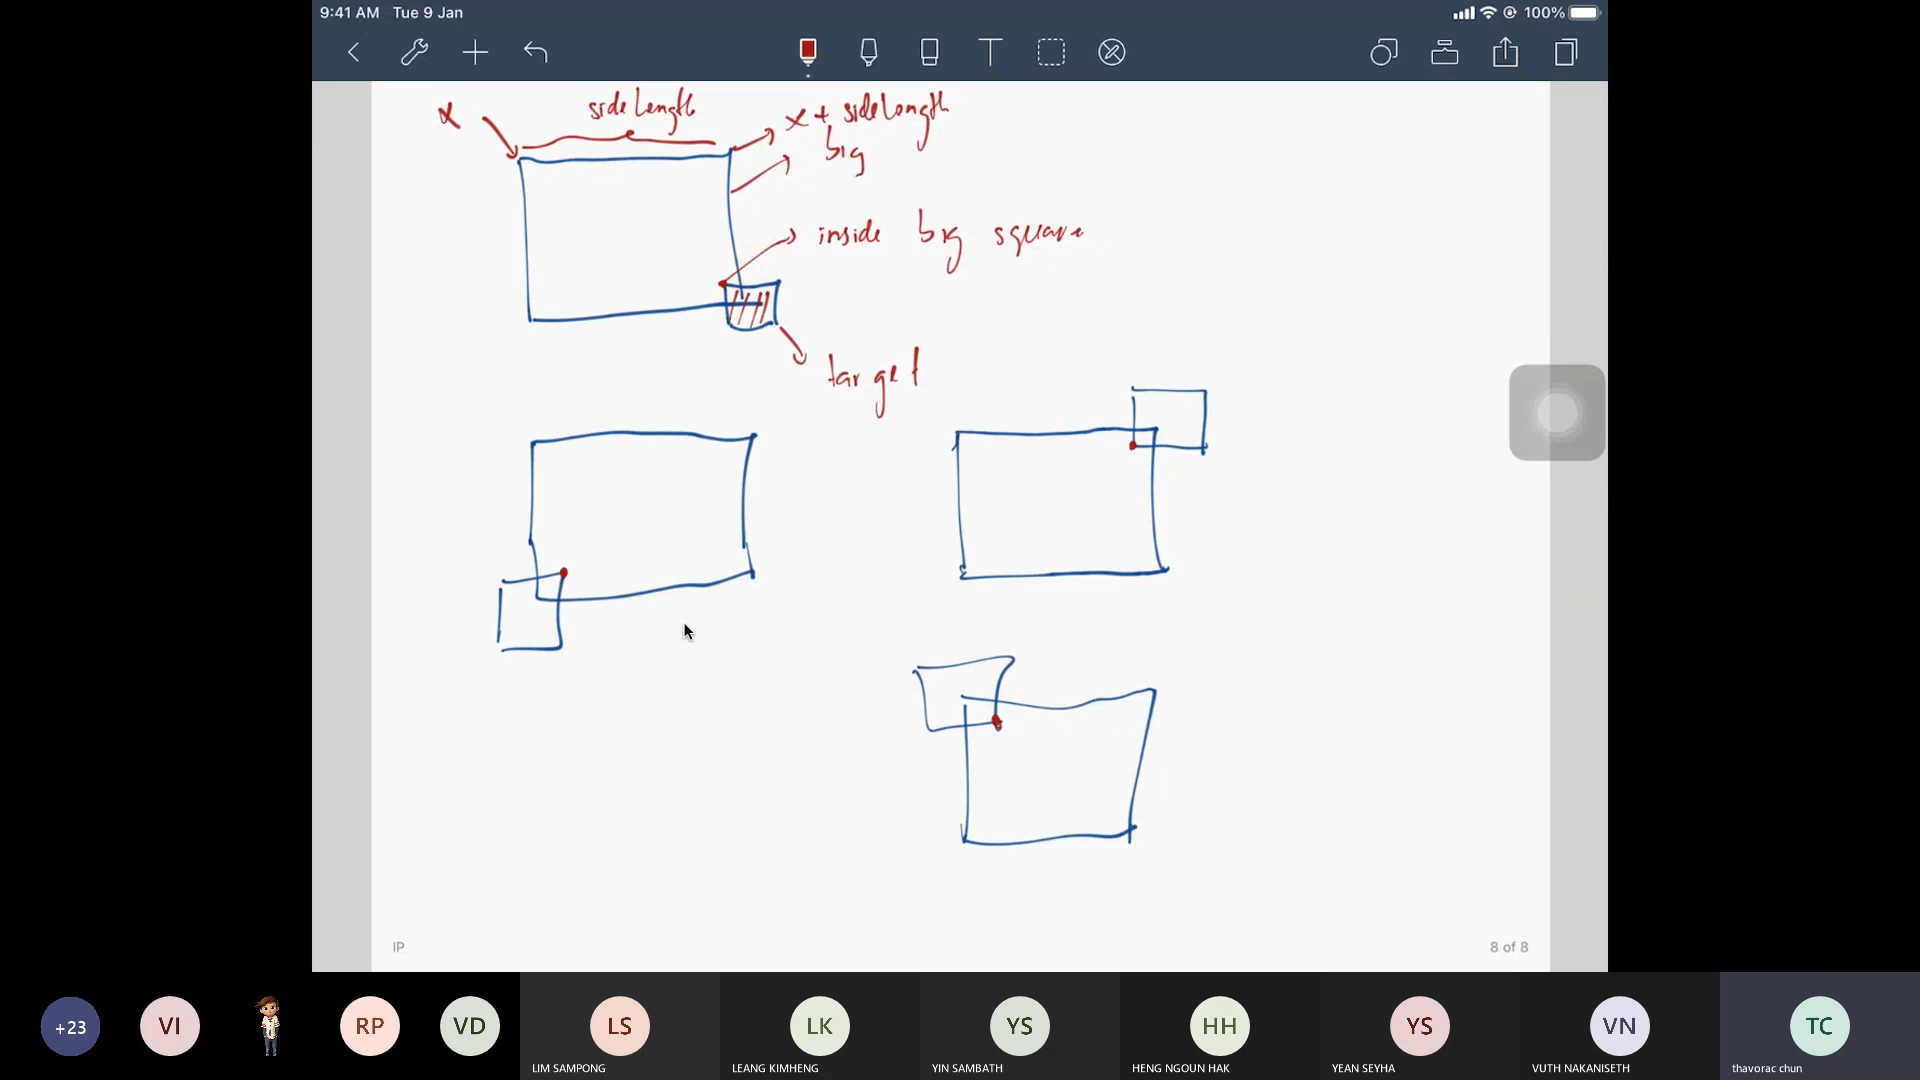 9:41 AM Tue 9 Jan 100%
x sideLength x + sideLength
big
inside big square
target
IP 8 of 8
+23 VI RP VD LS LK YS HH YS VN TC
LIM SAMPONG LEANG KIMHENG YIN SAMBATH HENG NGOUN HAK YEAN SEYHA VUTH NAKANISETH thavorac chun